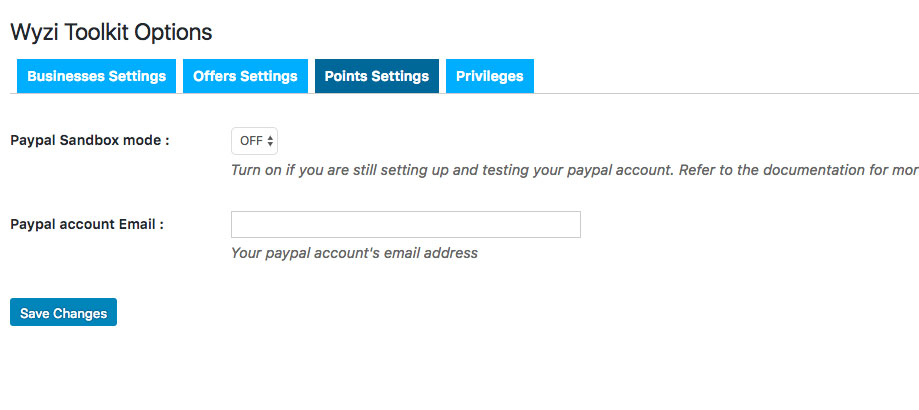 Wyzi Toolkit Options
Businesses Settings Offers Settings Points Settings Privileges
Paypal Sandbox mode : OFF
Turn on if you are still setting up and testing your paypal account. Refer to the documentation for mor
Paypal account Email :
Your paypal account's email address
Save Changes